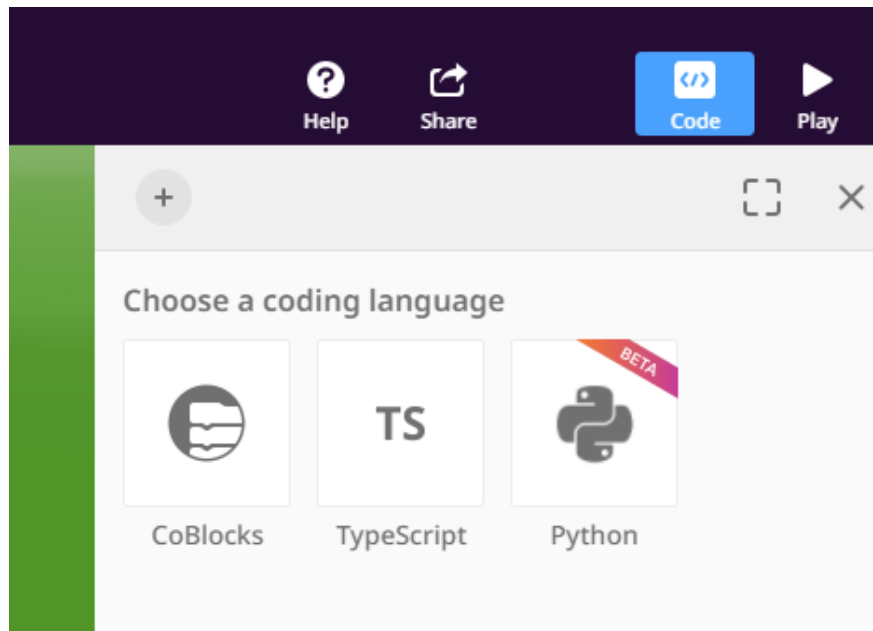 Help Share Code Play
Choose a coding language
BETA
TS
CoBlocks TypeScript Python